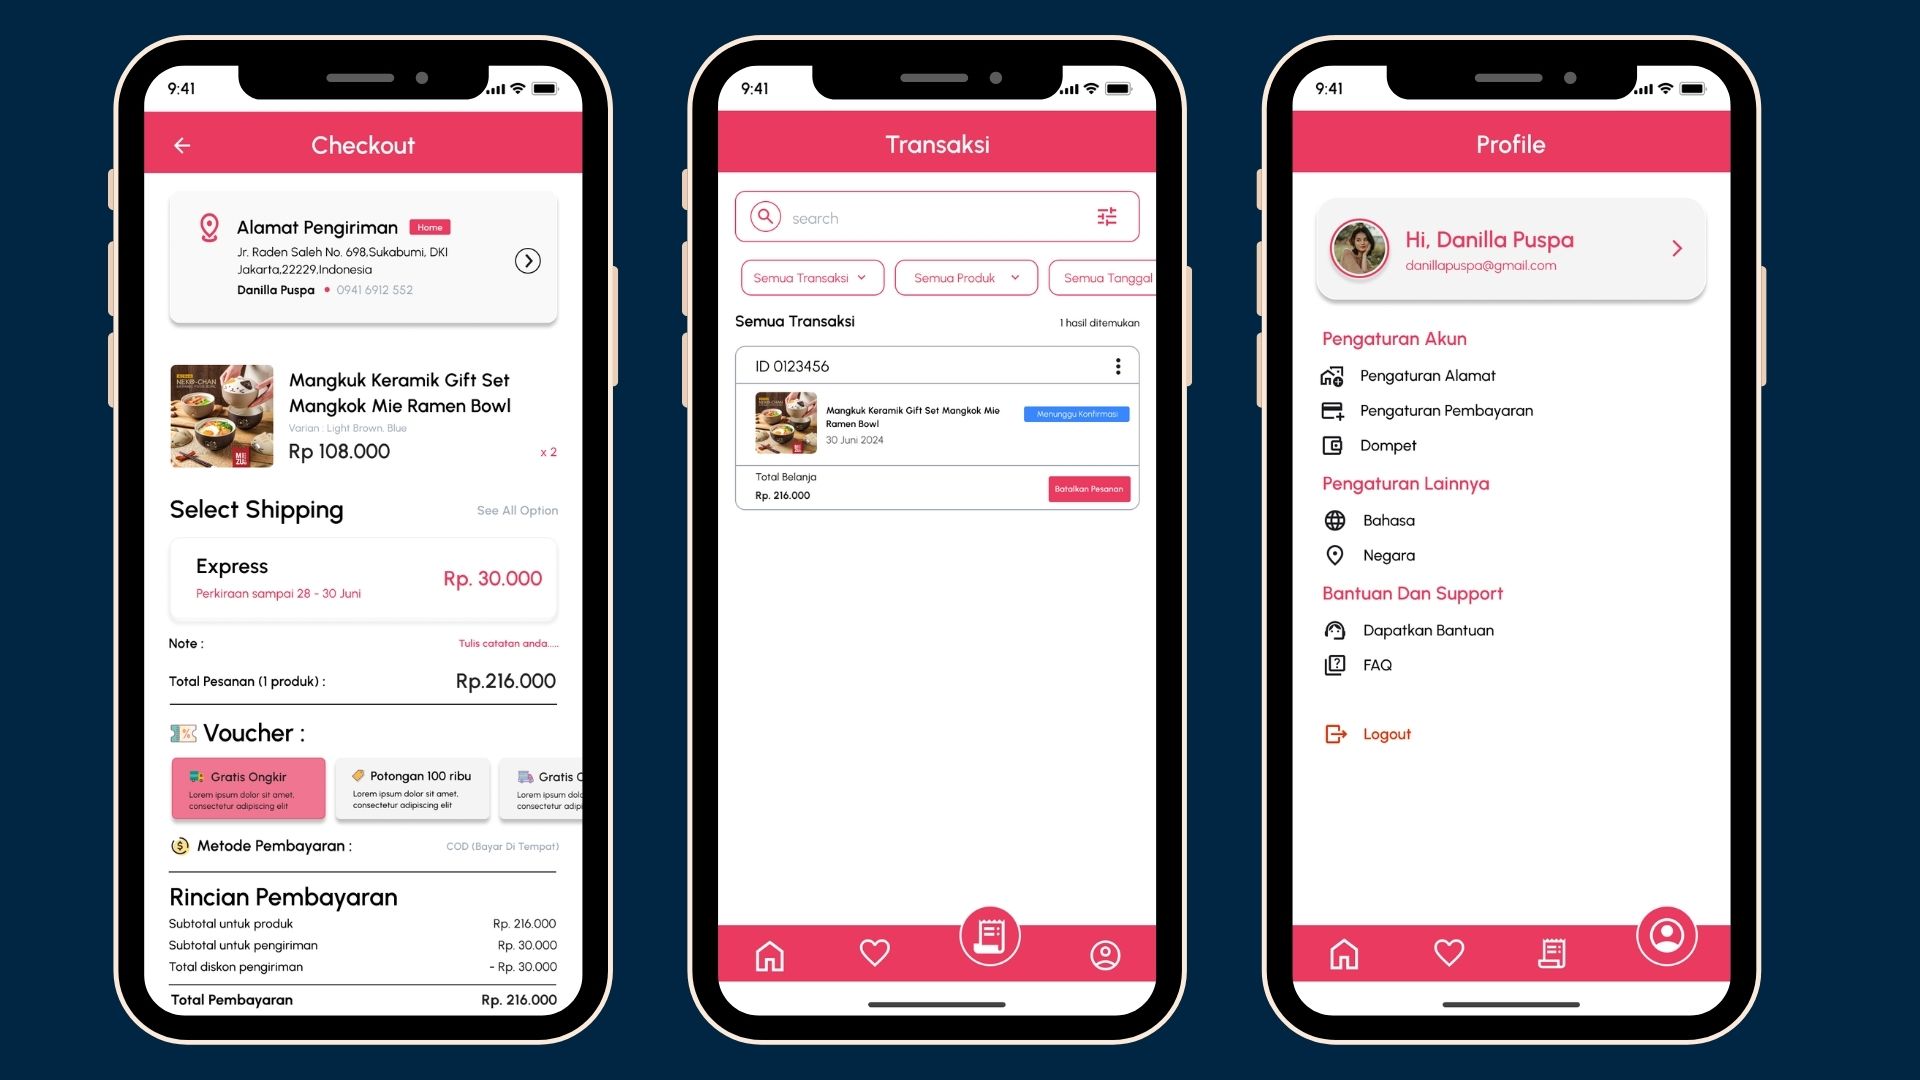 9:41
Checkout
Alamat Pengiriman Home
Jr. Raden Saleh No. 698,Sukabumi, DKI
Jakarta,22229,Indonesia
Danilla Puspa • 0941 6912 552
NEKO-CHAN
Mangkuk Keramik Gift Set
Mangkok Mie Ramen Bowl
Varian : Light Brown, Blue
Rp 108.000
x 2
Select Shipping
See All Option
Express
Perkiraan sampai 28 - 30 Juni
Rp. 30.000
Note :
Tulis catatan anda.....
Total Pesanan (1 produk) :
Rp.216.000
Voucher :
Gratis Ongkir
Lorem ipsum dolor sit amet,
consectetur adipiscing elit
Potongan 100 ribu
Lorem ipsum dolor sit amet,
consectetur adipiscing elit
Gratis O
Lorem ipsum dolo
consectetur adipi
Metode Pembayaran :
COD (Bayar Di Tempat)
Rincian Pembayaran
Subtotal untuk produk Rp. 216.000
Subtotal untuk pengiriman Rp. 30.000
Total diskon pengiriman - Rp. 30.000
Total Pembayaran Rp. 216.000
9:41
Transaksi
search
Semua Transaksi
Semua Produk
Semua Tanggal
Semua Transaksi
1 hasil ditemukan
ID 0123456
Mangkuk Keramik Gift Set Mangkok Mie
Ramen Bowl
30 Juni 2024
Menunggu Konfirmasi
Total Belanja
Rp. 216.000
Batalkan Pesanan
9:41
Profile
Hi, Danilla Puspa
danillapuspa@gmail.com
Pengaturan Akun
Pengaturan Alamat
Pengaturan Pembayaran
Dompet
Pengaturan Lainnya
Bahasa
Negara
Bantuan Dan Support
Dapatkan Bantuan
FAQ
Logout